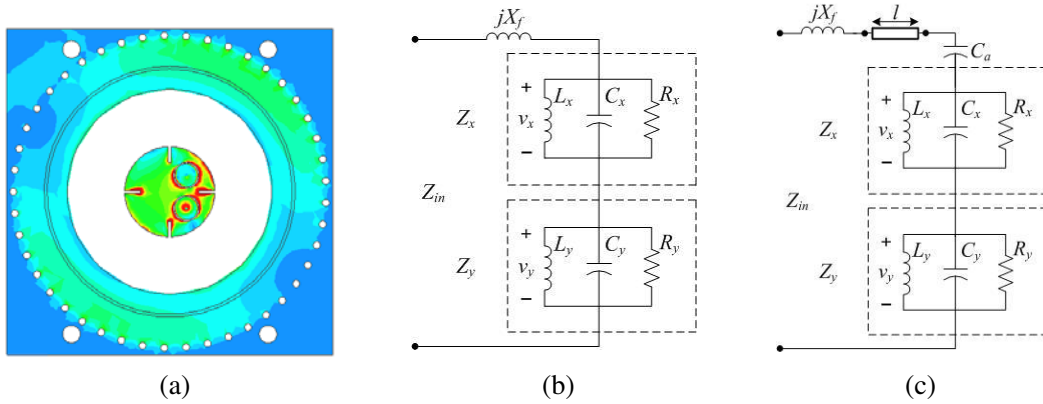 jX_f
Z_x
+
v_x
−
L_x
C_x
R_x
Z_in
Z_y
+
v_y
−
L_y
C_y
R_y
jX_f
l
C_a
Z_x
+
v_x
−
L_x
C_x
R_x
Z_in
Z_y
+
v_y
−
L_y
C_y
R_y
(a) (b) (c)